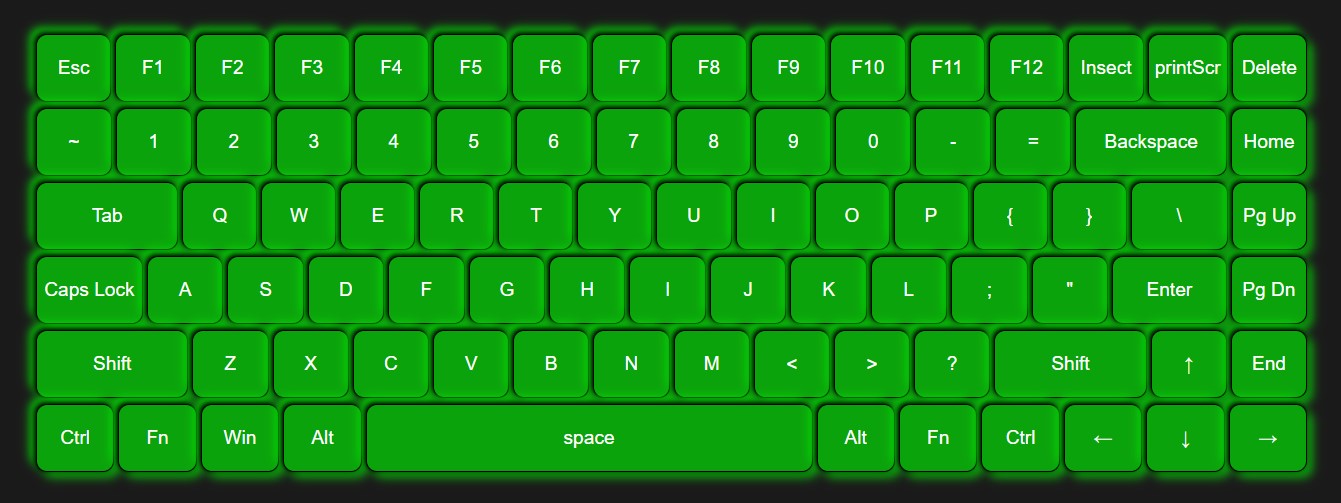 Esc F1 F2 F3 F4 F5 F6 F7 F8 F9 F10 F11 F12 Insect printScr Delete
~ 1 2 3 4 5 6 7 8 9 0 - = Backspace Home
Tab Q W E R T Y U I O P { } \ Pg Up
Caps Lock A S D F G H I J K L ; " Enter Pg Dn
Shift Z X C V B N M < > ? Shift ↑ End
Ctrl Fn Win Alt space Alt Fn Ctrl ← ↓ →